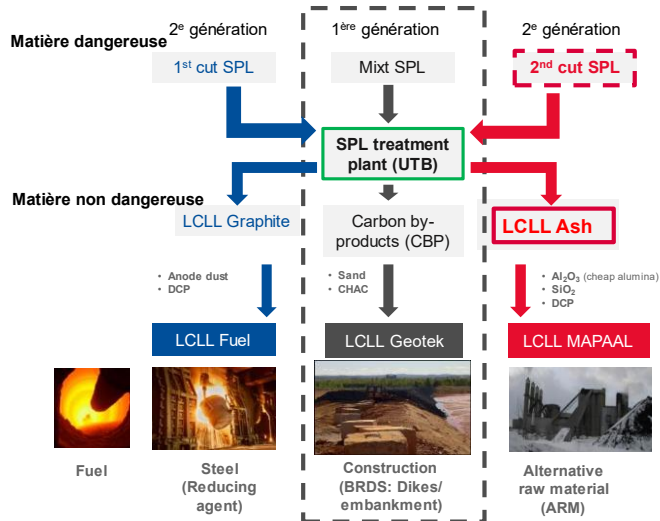 2e génération
1ère génération
2e génération
Matière dangereuse
1st cut SPL
Mixt SPL
2nd cut SPL
SPL treatment
plant (UTB)
Matière non dangereuse
LCLL Graphite
Carbon by-
products (CBP)
LCLL Ash
• Anode dust
• DCP
• Sand
• CHAC
• Al2O3 (cheap alumina)
• SiO2
• DCP
LCLL Fuel
LCLL Geotek
LCLL MAPAAL
Fuel
Steel
(Reducing
agent)
Construction
(BRDS: Dikes/
embankment)
Alternative
raw material
(ARM)